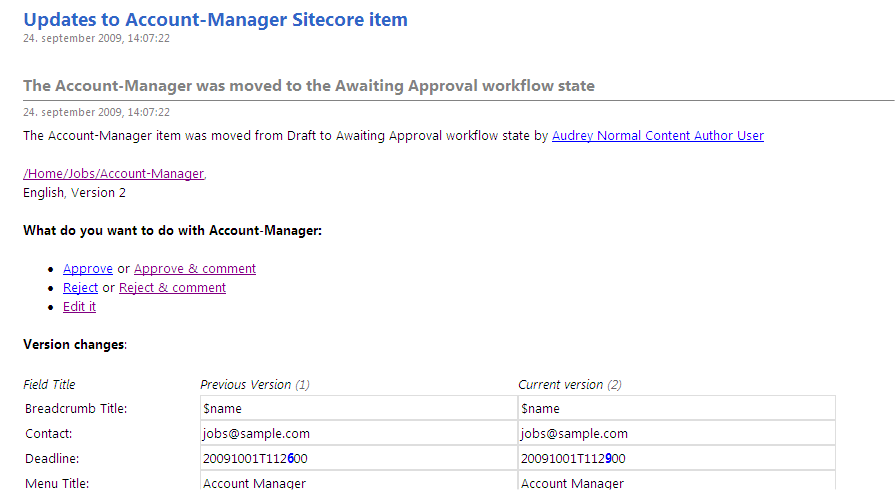 Updates to Account-Manager Sitecore item
24. september 2009, 14:07:22
The Account-Manager was moved to the Awaiting Approval workflow state
24. september 2009, 14:07:22
The Account-Manager item was moved from Draft to Awaiting Approval workflow state by Audrey Normal Content Author User
/Home/Jobs/Account-Manager,
English, Version 2
What do you want to do with Account-Manager:
• Approve or Approve & comment
• Reject or Reject & comment
• Edit it
Version changes:
Field Title Previous Version (1) Current version (2)
Breadcrumb Title: $name $name
Contact: jobs@sample.com jobs@sample.com
Deadline: 20091001T112600 20091001T112900
Menu Title: Account Manager Account Manager